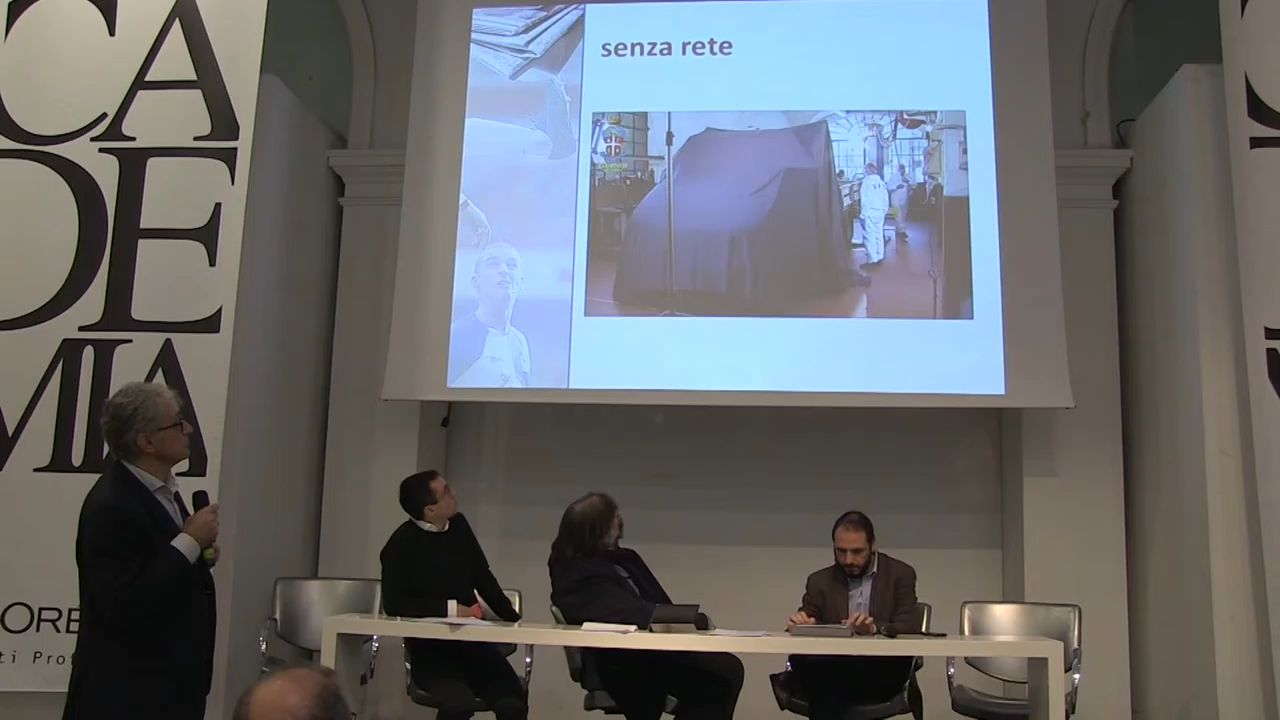 CA
DE
MIA
senza rete
ORE
ti Pro